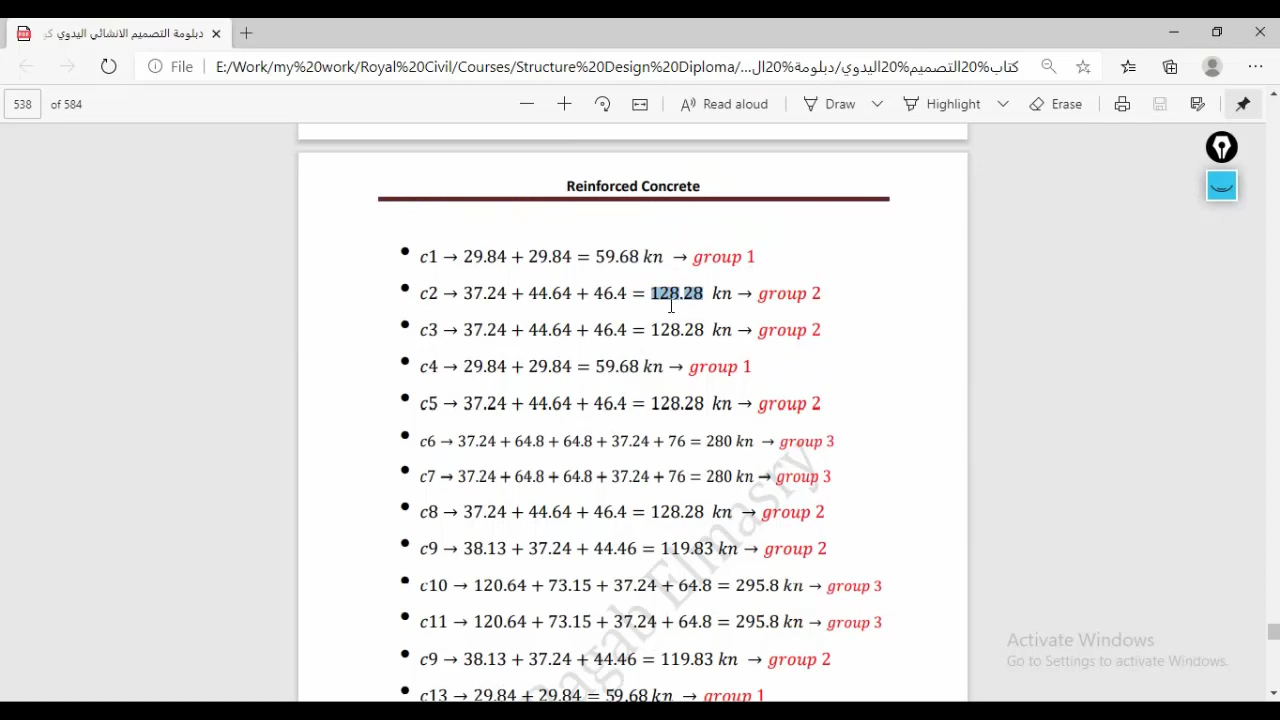 دبلومة التصميم الانشائي اليدوي كو
File
E:/Work/my%20work/Royal%20Civil/Courses/Structure%20Design%20Diploma/...كتاب%20التصميم%20اليدوي/دبلومة%20ال
538 of 584
Read aloud
Draw
Highlight
Erase
Reinforced Concrete
• c1 → 29.84 + 29.84 = 59.68 kn → group 1
• c2 → 37.24 + 44.64 + 46.4 = 128.28 kn → group 2
• c3 → 37.24 + 44.64 + 46.4 = 128.28 kn → group 2
• c4 → 29.84 + 29.84 = 59.68 kn → group 1
• c5 → 37.24 + 44.64 + 46.4 = 128.28 kn → group 2
• c6 → 37.24 + 64.8 + 64.8 + 37.24 + 76 = 280 kn → group 3
• c7 → 37.24 + 64.8 + 64.8 + 37.24 + 76 = 280 kn → group 3
• c8 → 37.24 + 44.64 + 46.4 = 128.28 kn → group 2
• c9 → 38.13 + 37.24 + 44.46 = 119.83 kn → group 2
• c10 → 120.64 + 73.15 + 37.24 + 64.8 = 295.8 kn → group 3
• c11 → 120.64 + 73.15 + 37.24 + 64.8 = 295.8 kn → group 3
• c9 → 38.13 + 37.24 + 44.46 = 119.83 kn → group 2
• c13 → 29.84 + 29.84 = 59.68 kn → group 1
Ragab Elmasry
Activate Windows
Go to Settings to activate Windows.